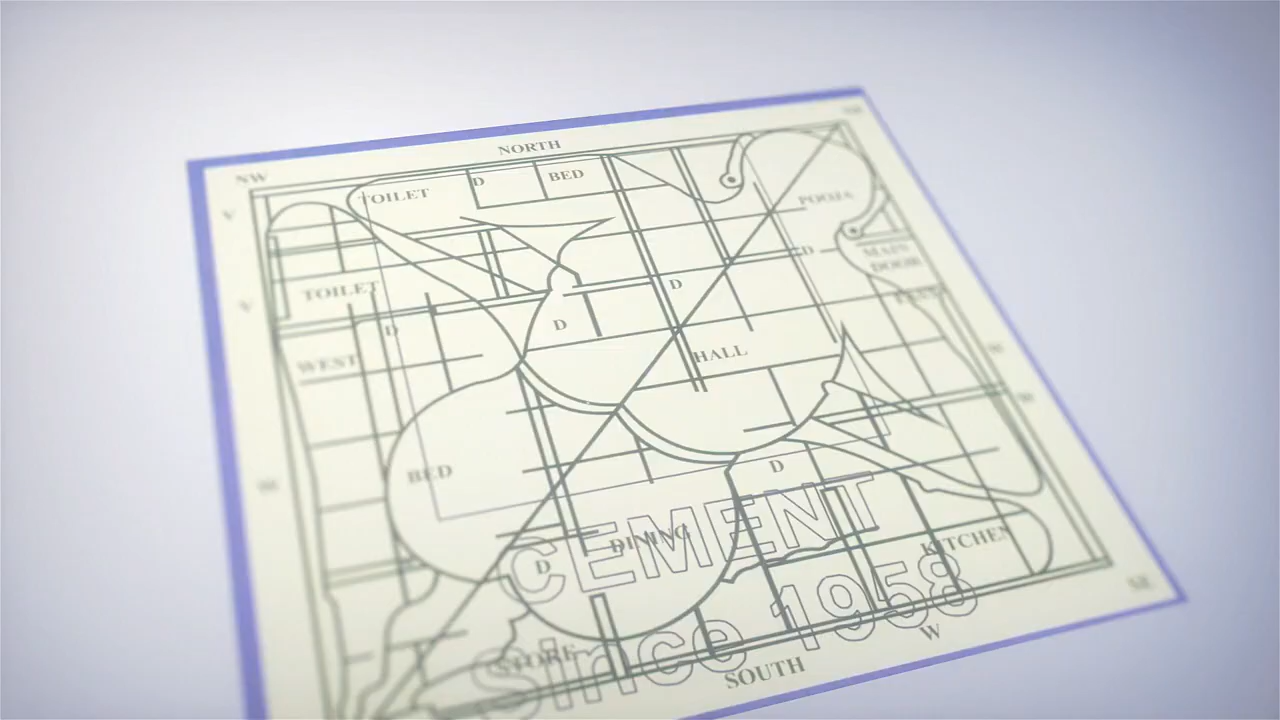 NORTH
NW
TOILET
D
BED
V
POOJA
D
MAIN
DOOR
TOILET
V
D
D
D
WEST
HALL
BED
D
CEMENT
DINING
KITCHEN
D
since 1958
STORE
W
SOUTH